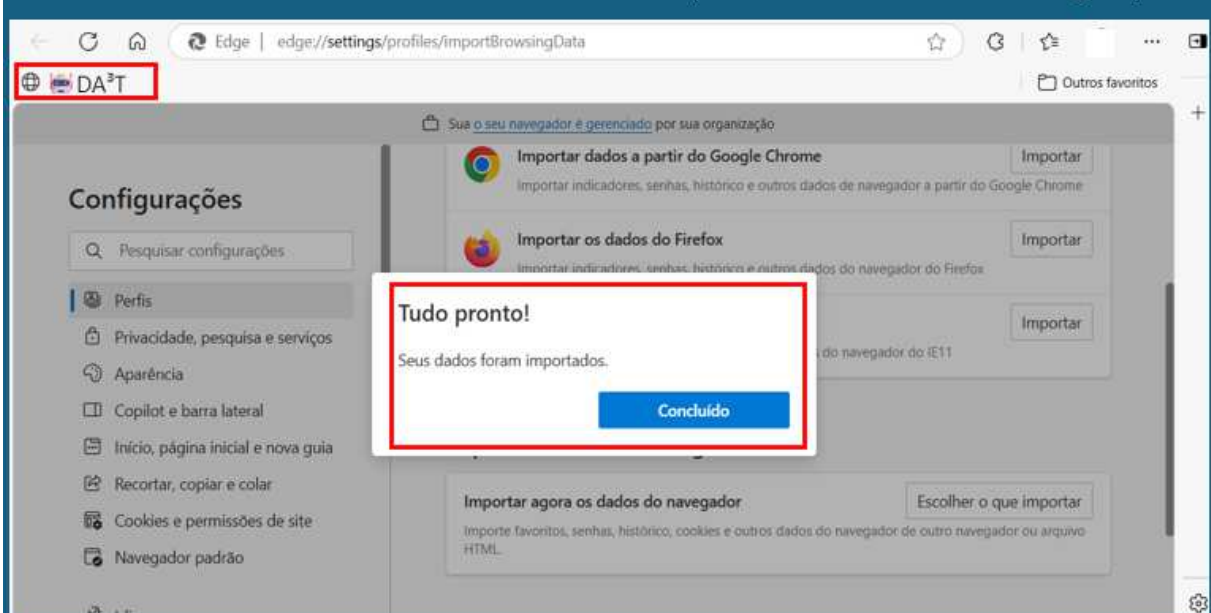 Edge | edge://settings/profiles/importBrowsingData
DA³T
Outros favoritos
Sua o seu navegador é gerenciado por sua organização
Configurações
Pesquisar configurações
Perfis
Privacidade, pesquisa e serviços
Aparência
Copilot e barra lateral
Início, página inicial e nova guia
Recortar, copiar e colar
Cookies e permissões de site
Navegador padrão
Importar dados a partir do Google Chrome
Importar
Importar indicadores, senhas, histórico e outros dados de navegador a partir do Google Chrome
Importar os dados do Firefox
Importar
Importar indicadores, senhas, histórico e outros dados do navegador do Firefox
Importar
do navegador do IE11
Tudo pronto!
Seus dados foram importados.
Concluído
Importar agora os dados do navegador
Escolher o que importar
Importe favoritos, senhas, histórico, cookies e outros dados do navegador de outro navegador ou arquivo
HTML.